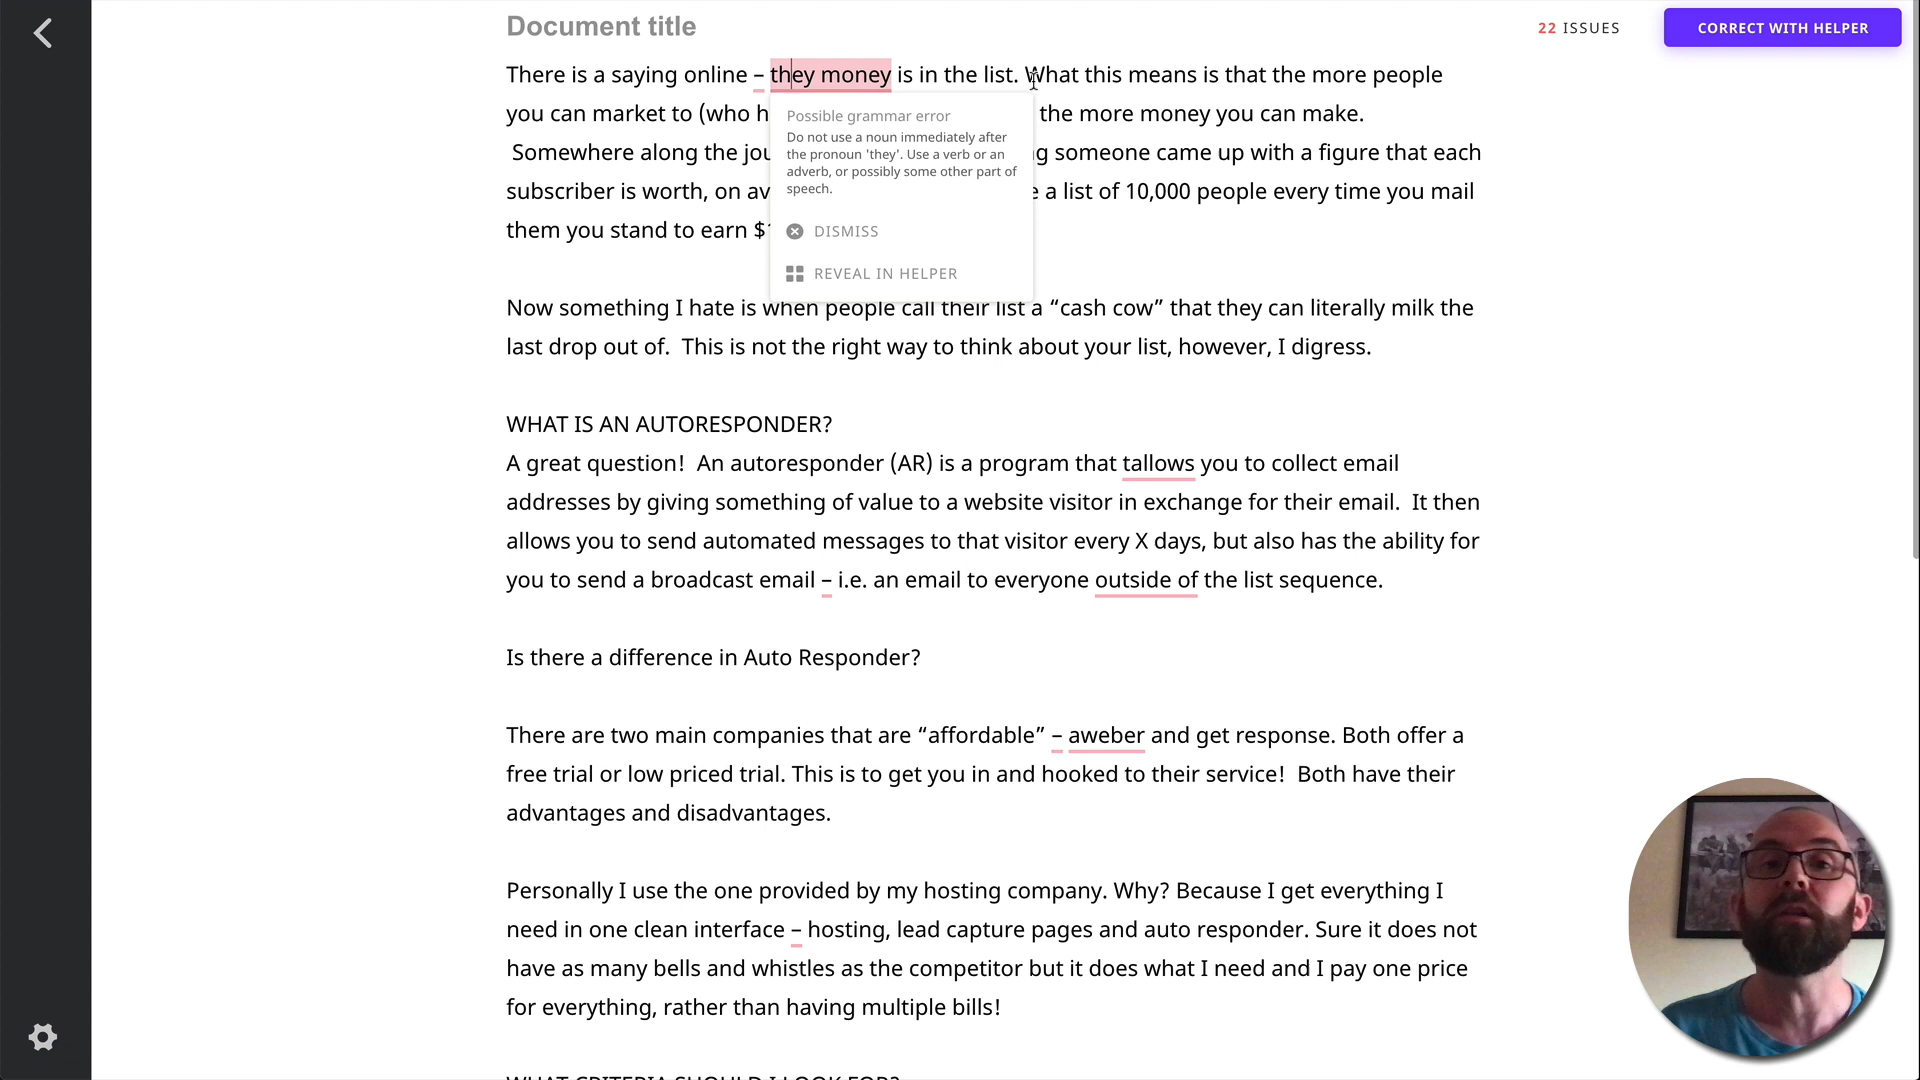 Document title
22 ISSUES
CORRECT WITH HELPER
There is a saying online – they money is in the list. What this means is that the more people
you can market to (who h the more money you can make.
Somewhere along the jou g someone came up with a figure that each
subscriber is worth, on av e a list of 10,000 people every time you mail
them you stand to earn $
Possible grammar error
Do not use a noun immediately after
the pronoun 'they'. Use a verb or an
adverb, or possibly some other part of
speech.
DISMISS
REVEAL IN HELPER
Now something I hate is when people call their list a “cash cow” that they can literally milk the
last drop out of.  This is not the right way to think about your list, however, I digress.
WHAT IS AN AUTORESPONDER?
A great question!  An autoresponder (AR) is a program that tallows you to collect email
addresses by giving something of value to a website visitor in exchange for their email.  It then
allows you to send automated messages to that visitor every X days, but also has the ability for
you to send a broadcast email – i.e. an email to everyone outside of the list sequence.
Is there a difference in Auto Responder?
There are two main companies that are “affordable” – aweber and get response. Both offer a
free trial or low priced trial. This is to get you in and hooked to their service!  Both have their
advantages and disadvantages.
Personally I use the one provided by my hosting company. Why? Because I get everything I
need in one clean interface – hosting, lead capture pages and auto responder. Sure it does not
have as many bells and whistles as the competitor but it does what I need and I pay one price
for everything, rather than having multiple bills!
WHAT CRITERIA SHOULD I LOOK FOR?